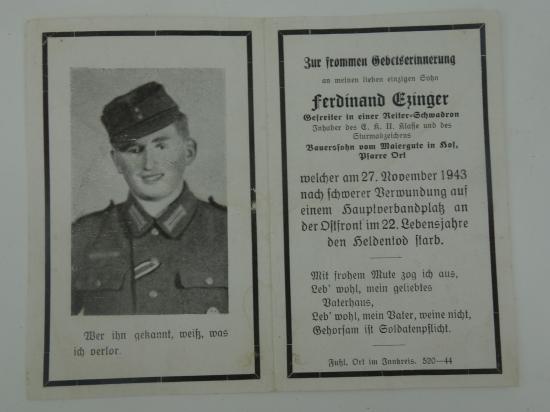 Wer ihn gekannt, weiß, was
ich verlor.
Zur frommen Gebetserinnerung
an meinen lieben einzigen Sohn
Ferdinand Ezinger
Gefreiter in einer Reiter-Schwadron
Inhaber des E. K. II. Klasse und des
Sturmabzeichens
Bauerssohn vom Maiergute in Hof,
Pfarre Ort
welcher am 27. November 1943
nach schwerer Verwundung auf
einem Hauptverbandplatz an
der Ostfront im 22. Lebensjahre
den Heldentod starb.
Mit frohem Mute zog ich aus,
Leb' wohl, mein geliebtes
Vaterhaus,
Leb' wohl, mein Vater, weine nicht,
Gehorsam ist Soldatenpflicht.
Fußl, Ort im Innkreis. 520—44